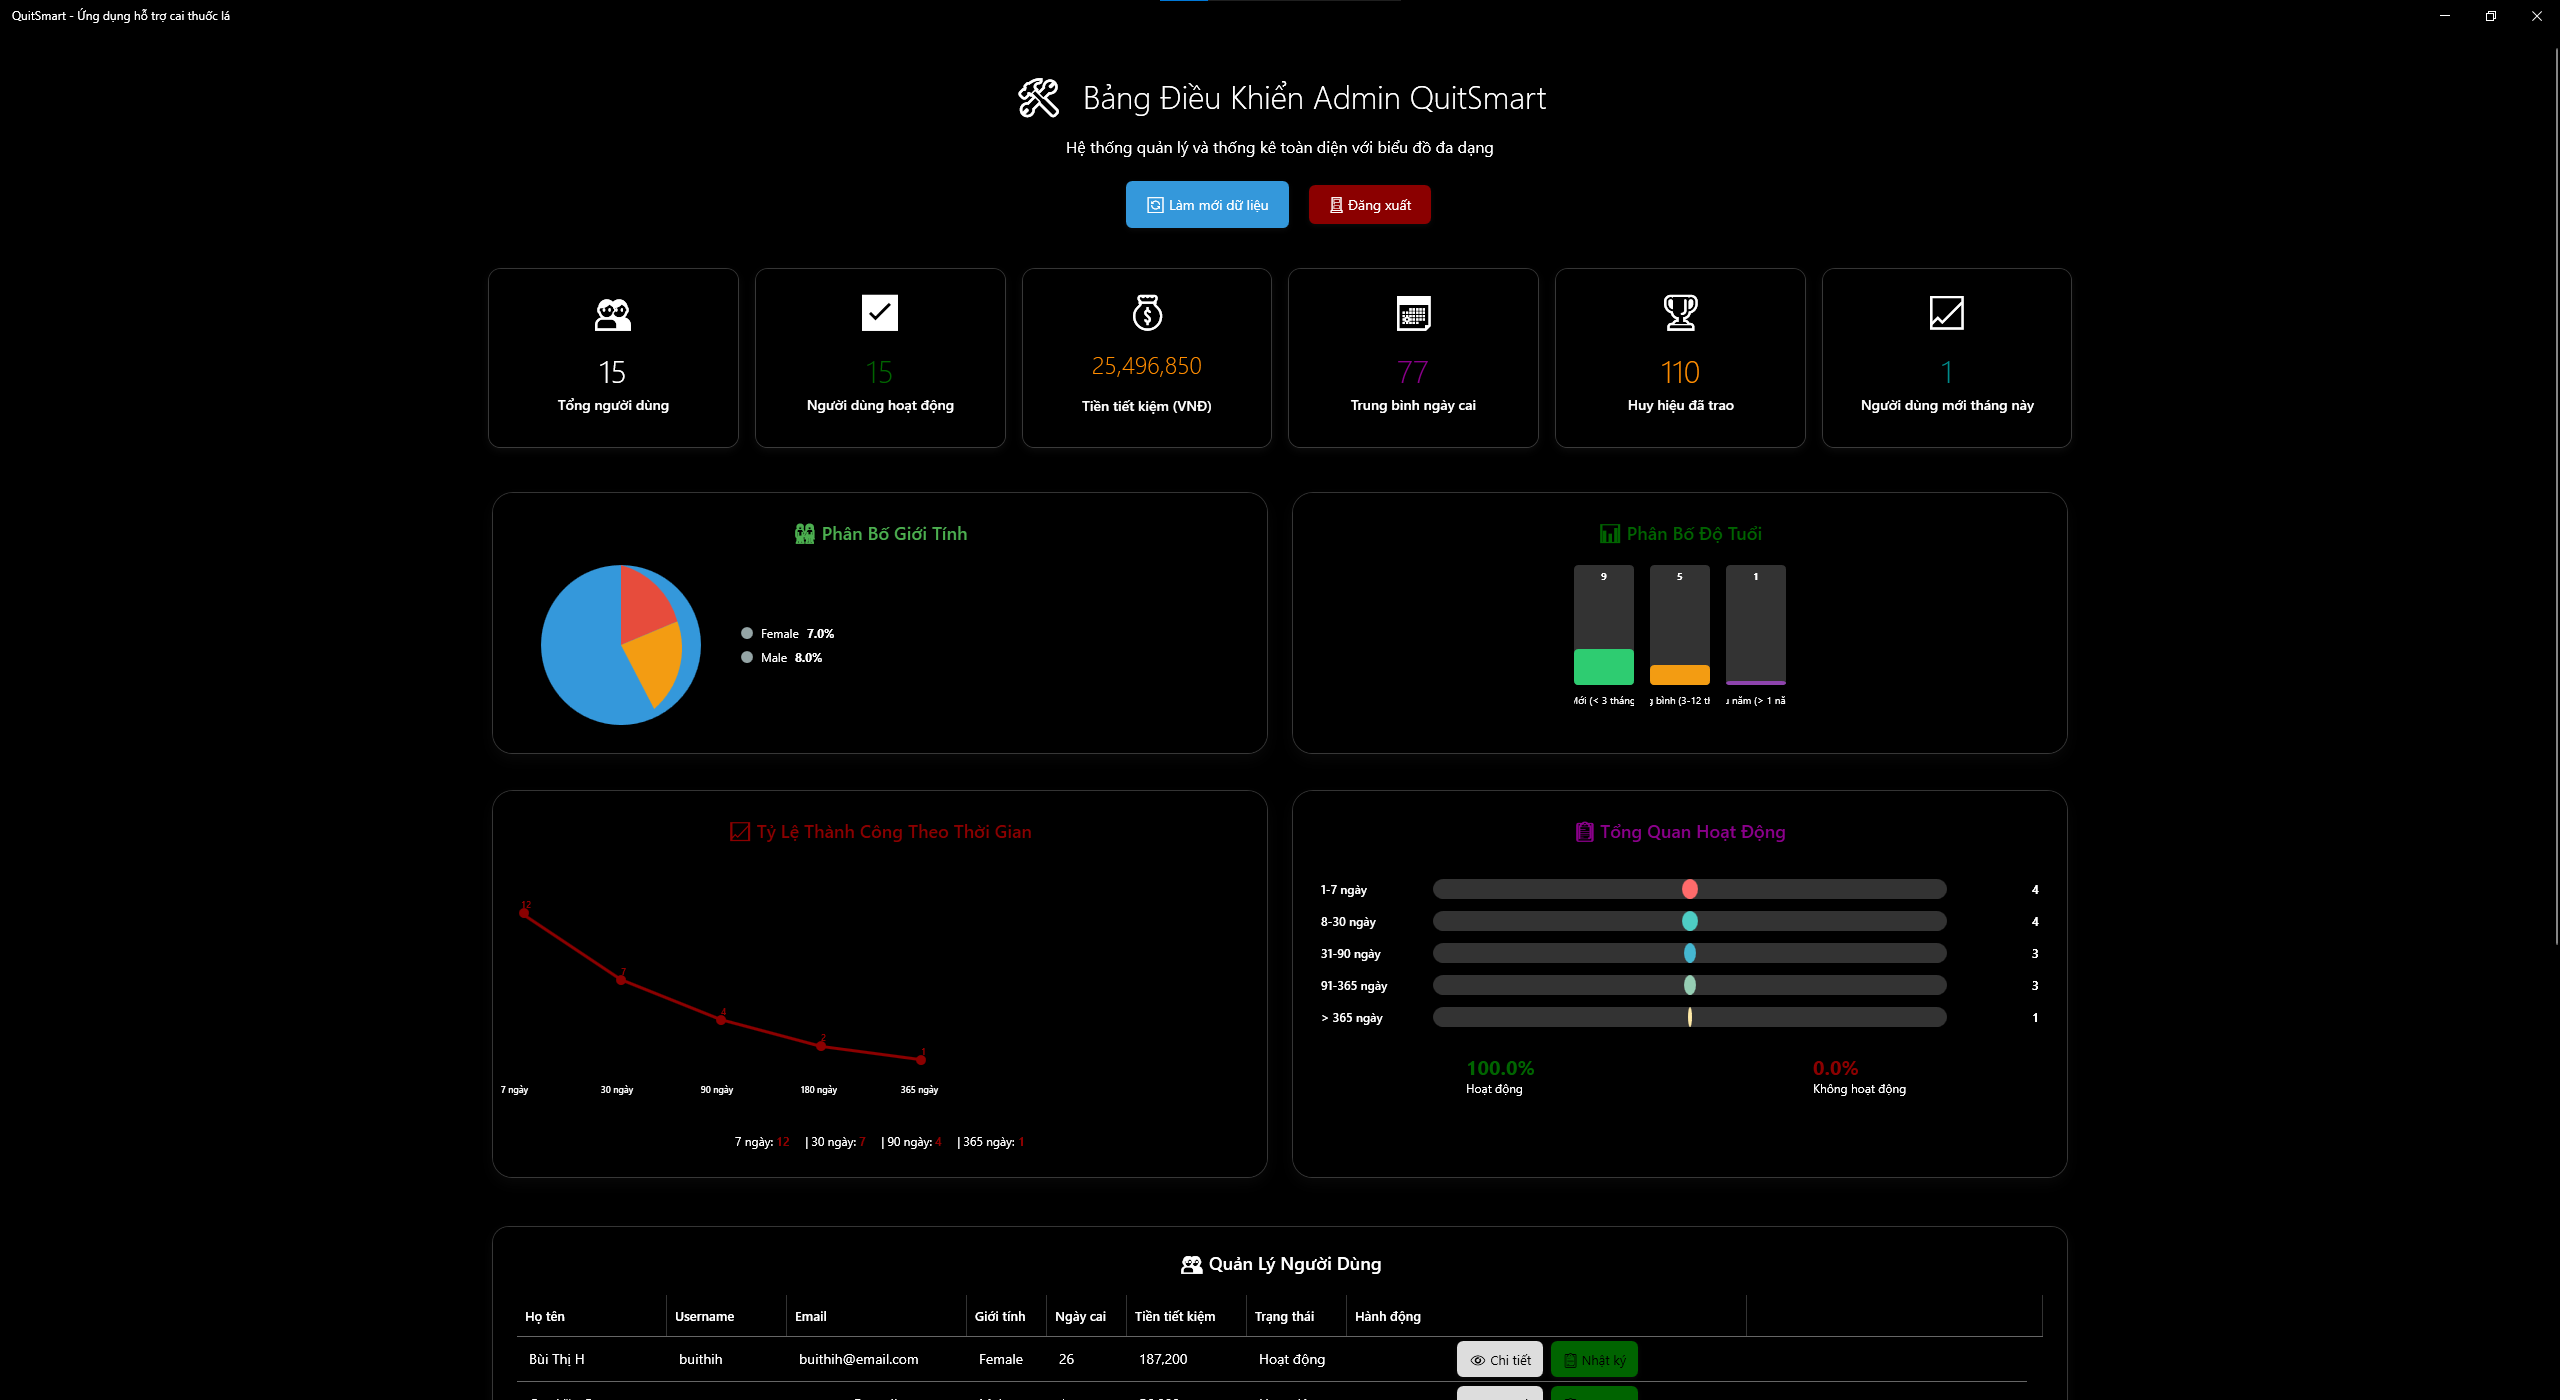 QuitSmart - Ứng dụng hỗ trợ cai thuốc lá
Bảng Điều Khiển Admin QuitSmart
Hệ thống quản lý và thống kê toàn diện với biểu đồ đa dạng
Làm mới dữ liệu
Đăng xuất
15
Tổng người dùng
15
Người dùng hoạt động
25,496,850
Tiền tiết kiệm (VNĐ)
77
Trung bình ngày cai
110
Huy hiệu đã trao
1
Người dùng mới tháng này
Phân Bố Giới Tính
Female 7.0%
Male 8.0%
Phân Bố Độ Tuổi
9 5 1
Mới (< 3 tháng
g bình (3-12 th
u năm (> 1 nă
Tỷ Lệ Thành Công Theo Thời Gian
12
7
4
2
1
7 ngày 30 ngày 90 ngày 180 ngày 365 ngày
7 ngày: 12 | 30 ngày: 7 | 90 ngày: 4 | 365 ngày: 1
Tổng Quan Hoạt Động
1-7 ngày 4
8-30 ngày 4
31-90 ngày 3
91-365 ngày 3
> 365 ngày 1
100.0%
Hoạt động
0.0%
Không hoạt động
Quản Lý Người Dùng
Họ tên Username Email Giới tính Ngày cai Tiền tiết kiệm Trạng thái Hành động
Bùi Thị H buithih buithih@email.com Female 26 187,200 Hoạt động Chi tiết Nhật ký